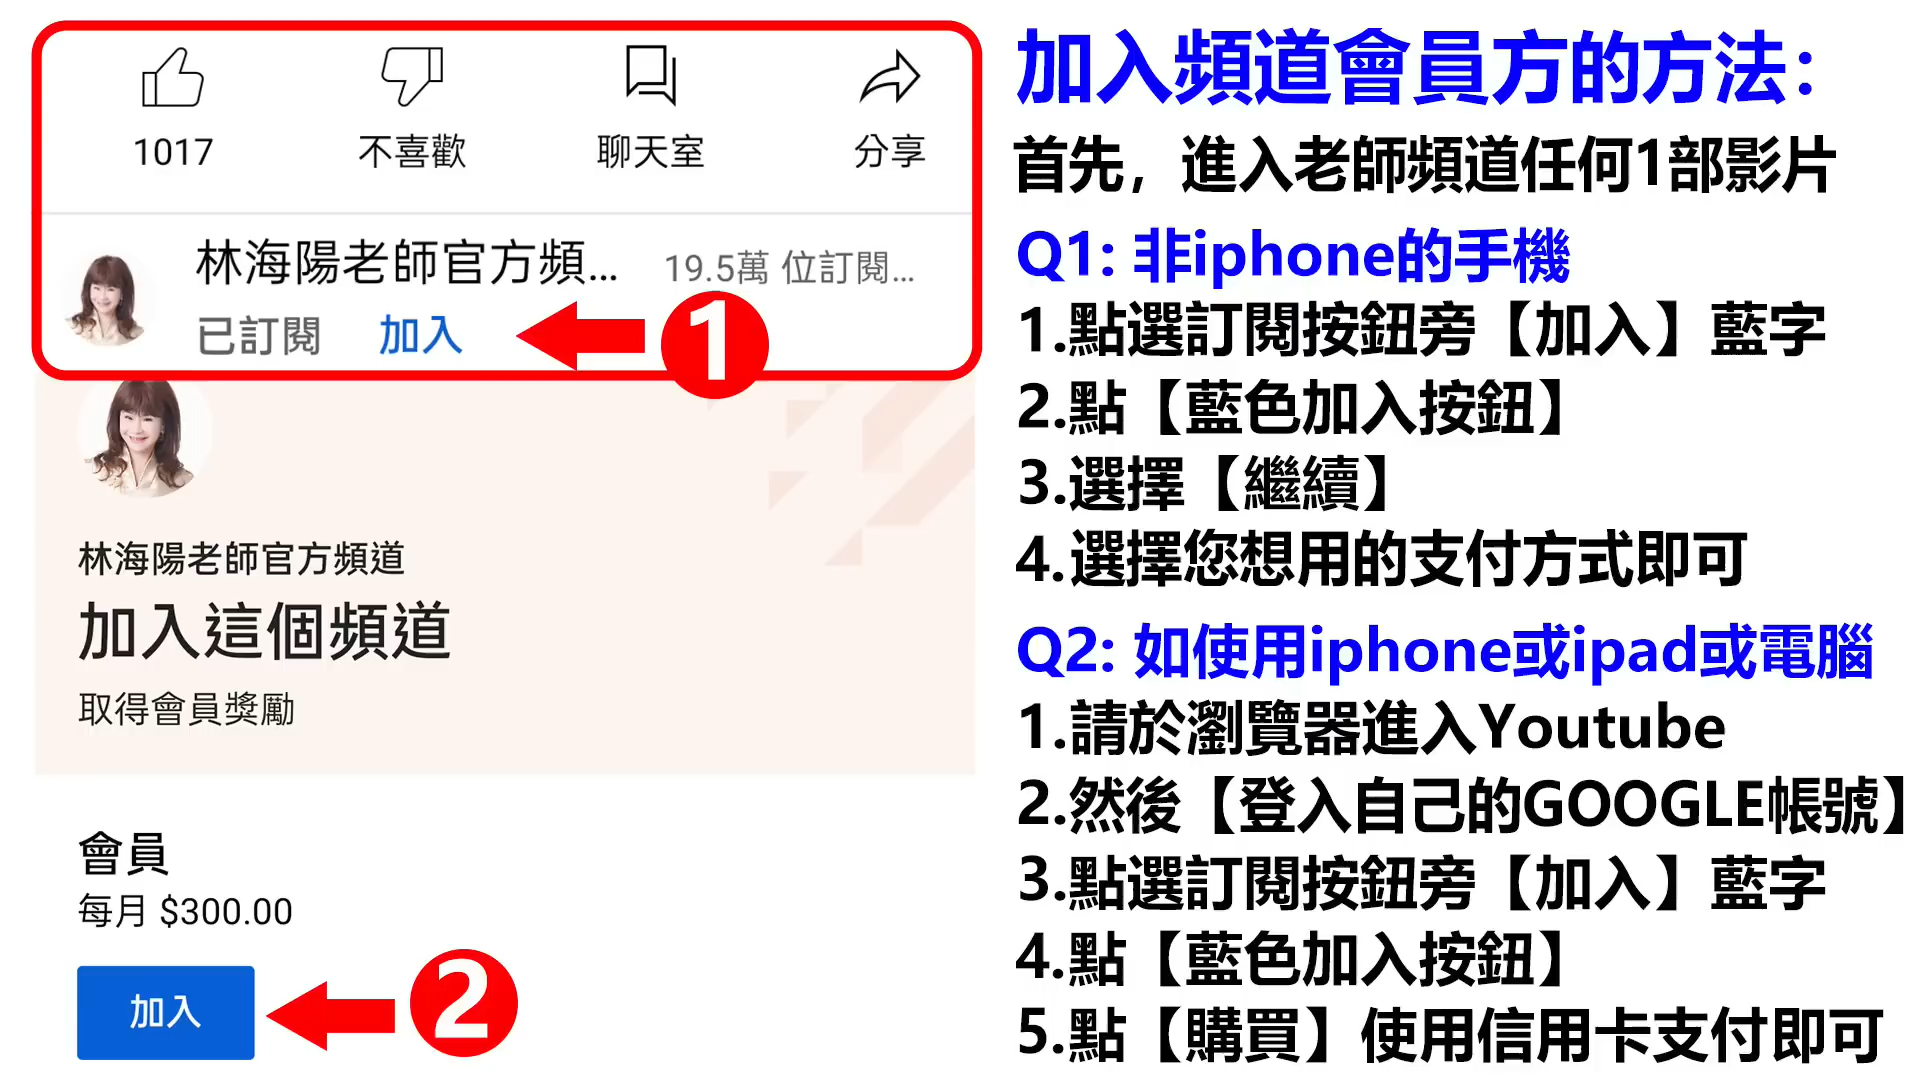 1017
不喜歡
聊天室
分享
林海陽老師官方頻...
19.5萬 位訂閱...
已訂閱
加入
1
林海陽老師官方頻道
加入這個頻道
取得會員獎勵
會員
每月 $300.00
加入
2
加入頻道會員方的方法：
首先，進入老師頻道任何1部影片
Q1: 非iphone的手機
1.點選訂閱按鈕旁【加入】藍字
2.點【藍色加入按鈕】
3.選擇【繼續】
4.選擇您想用的支付方式即可
Q2: 如使用iphone或ipad或電腦
1.請於瀏覽器進入Youtube
2.然後【登入自己的GOOGLE帳號】
3.點選訂閱按鈕旁【加入】藍字
4.點【藍色加入按鈕】
5.點【購買】使用信用卡支付即可